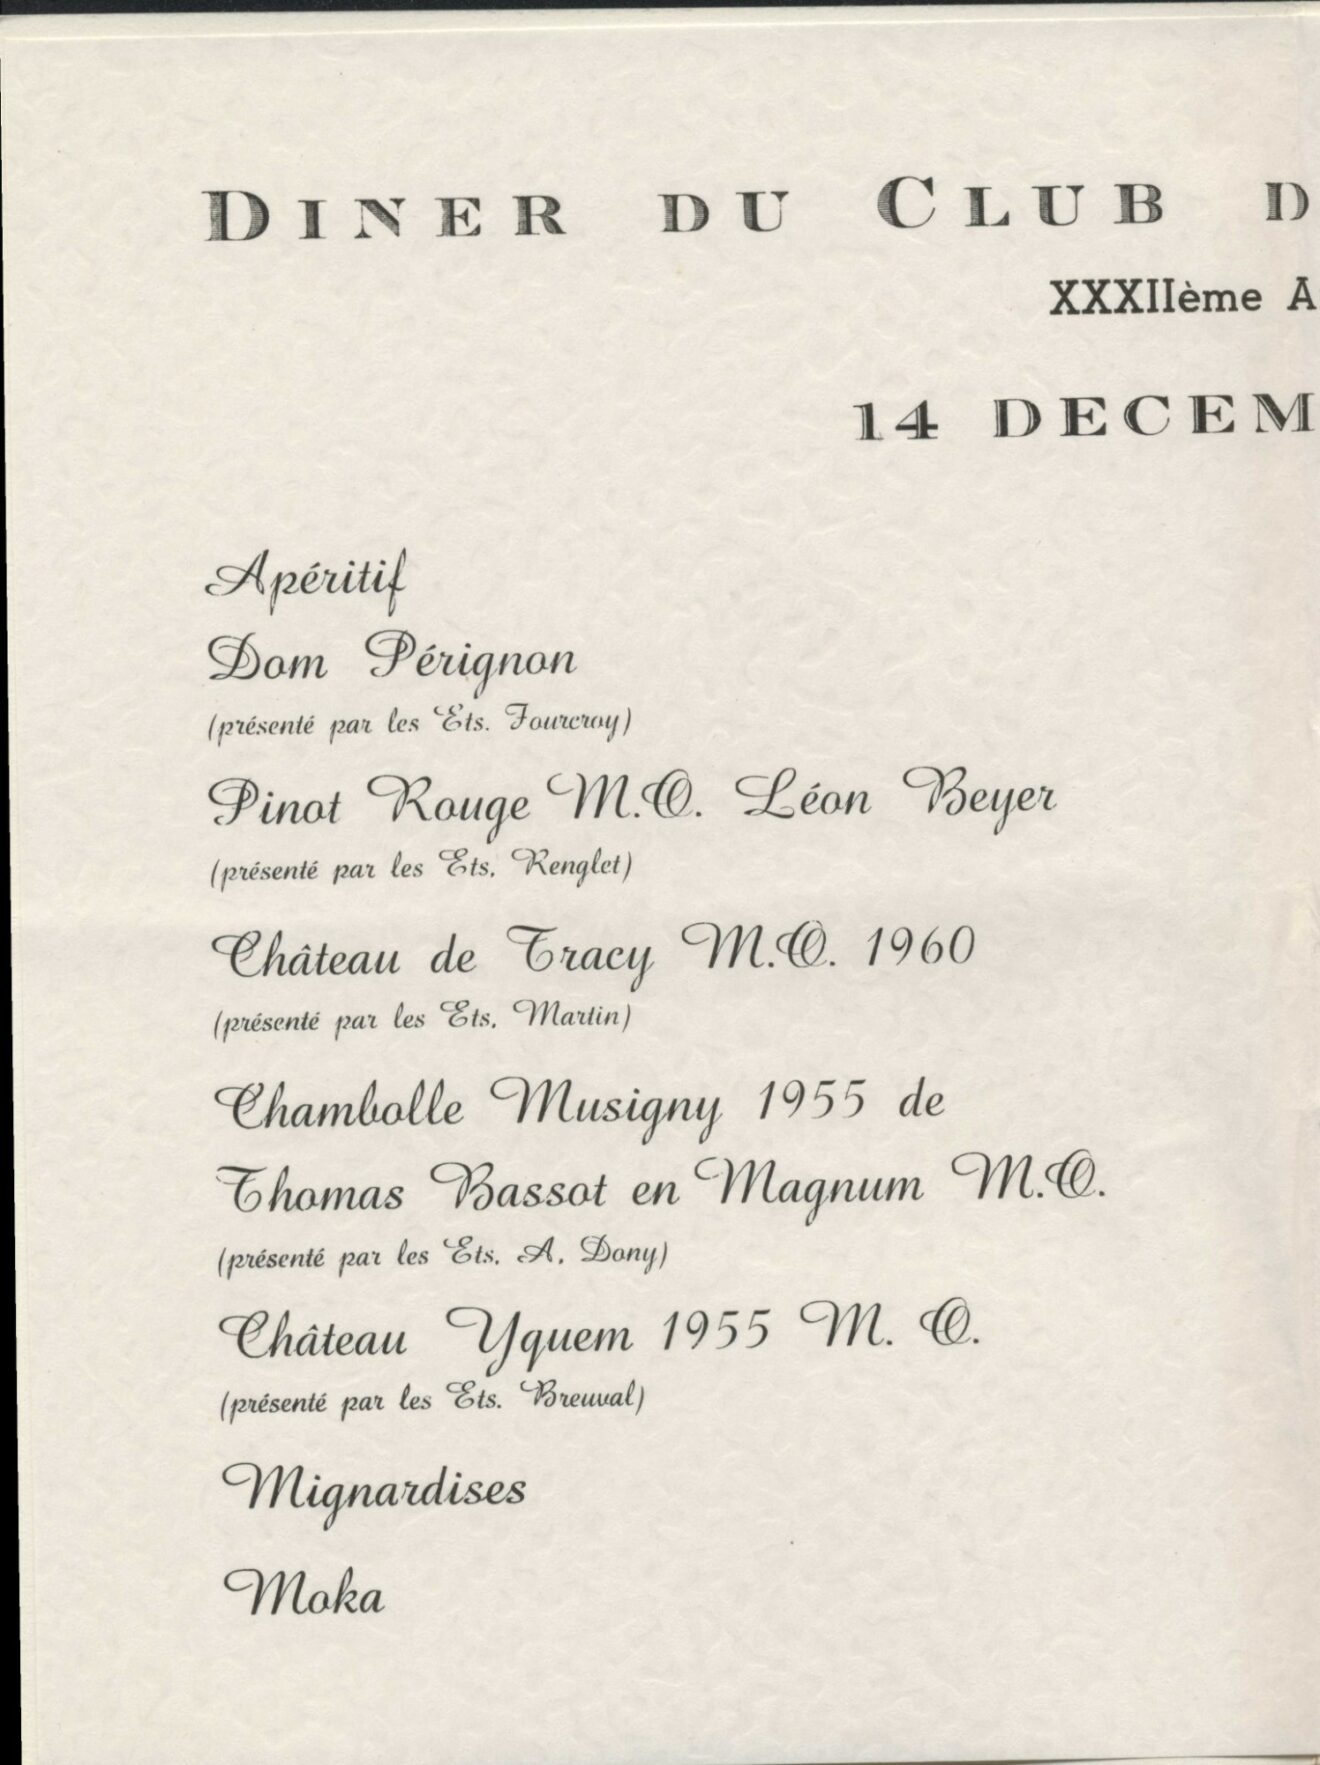 DINER DU CLUB D
XXXIIème A
14 DECEM
Apéritif
Dom Pérignon
(présenté par les Ets. Fourcroy)
Pinot Rouge M.O. Léon Beyer
(présenté par les Ets. Renglet)
Château de Tracy M.O. 1960
(présenté par les Ets. Martin)
Chambolle Musigny 1955 de
Thomas Bassot en Magnum M.O.
(présenté par les Ets. A. Dony)
Château Yquem 1955 M. O.
(présenté par les Ets. Breuval)
Mignardises
Moka